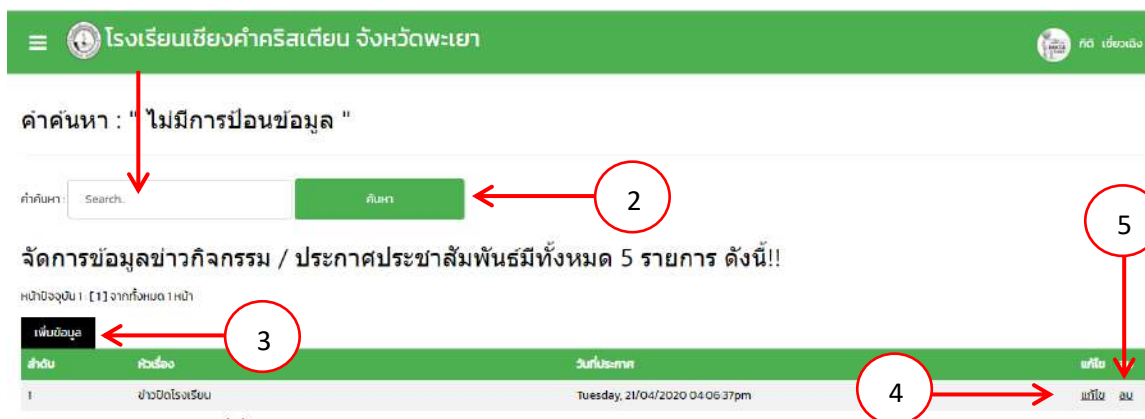 โรงเรียนเชียงคำคริสเตียน จังหวัดพะเยา
กีติ เชี่ยวเฉิง
คำค้นหา : " ไม่มีการป้อนข้อมูล "
คำค้นหา : Search.. ค้นหา
2
5
จัดการข้อมูลข่าวกิจกรรม / ประกาศประชาสัมพันธ์มีทั้งหมด 5 รายการ ดังนี้!!
หน้าปัจจุบัน 1 [1] จากทั้งหมด 1 หน้า
เพิ่มข้อมูล
3
ลำดับ หัวเรื่อง วันที่ประกาศ แก้ไข
4
1 ข่าวปิดโรงเรียน Tuesday, 21/04/2020 04:06:37pm แก้ไข ลบ